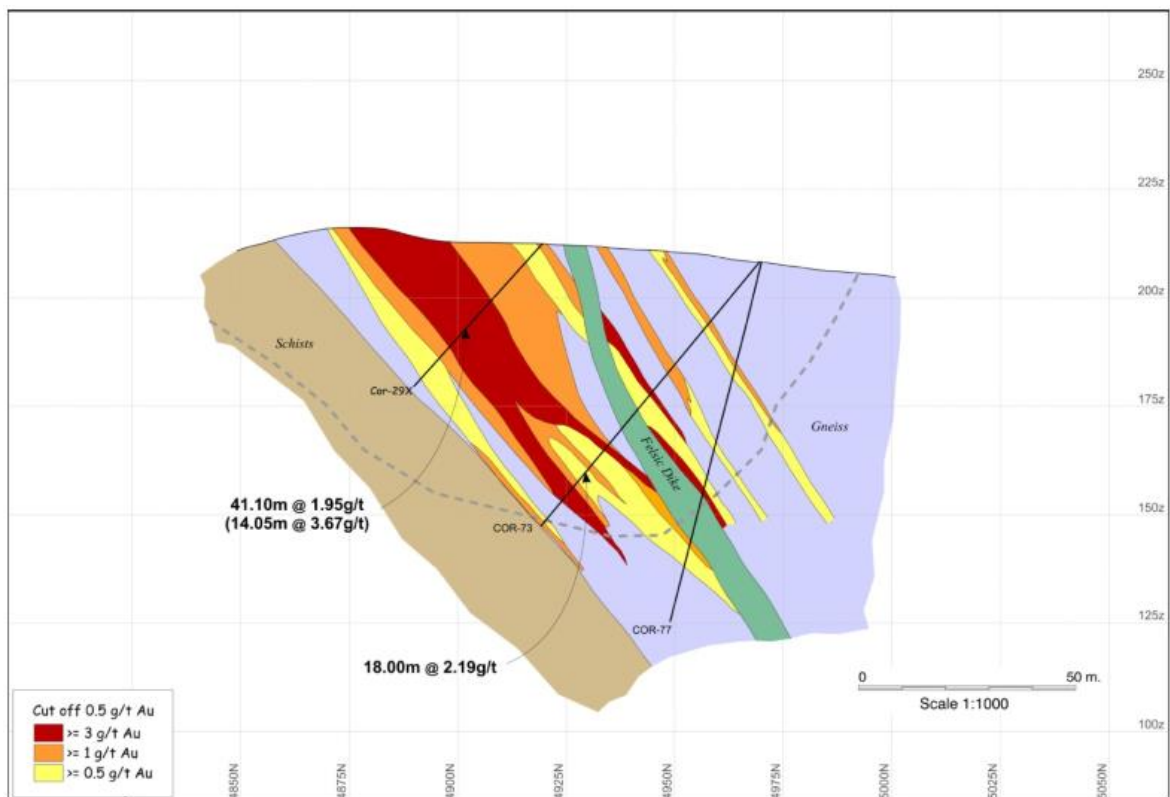 250z
225z
200z
Schists
Cor-29X
175z
Gneiss
Felsic Dike
41.10m @ 1.95g/t
(14.05m @ 3.67g/t)
150z
COR-73
125z
COR-77
18.00m @ 2.19g/t
0 50 m.
Scale 1:1000
Cut off 0.5 g/t Au
>= 3 g/t Au
>= 1 g/t Au
>= 0.5 g/t Au
100z
4850N
4875N
4900N
4925N
4950N
4975N
5000N
5025N
5050N